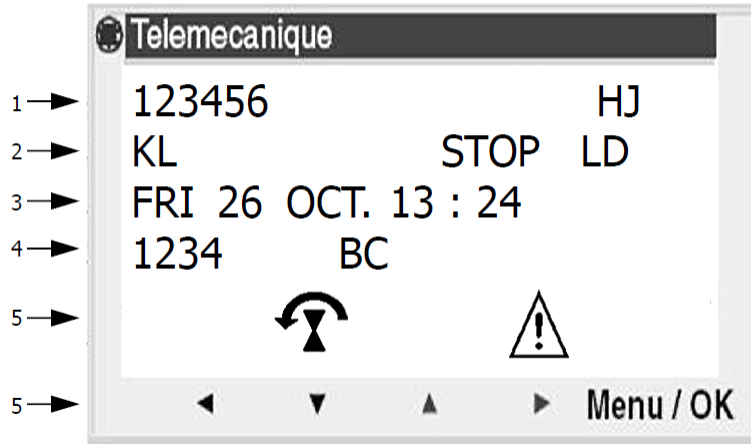 Telemecanique
1 123456 HJ
2 KL STOP LD
3 FRI 26 OCT. 13 : 24
4 1234 BC
5 !
5 Menu / OK